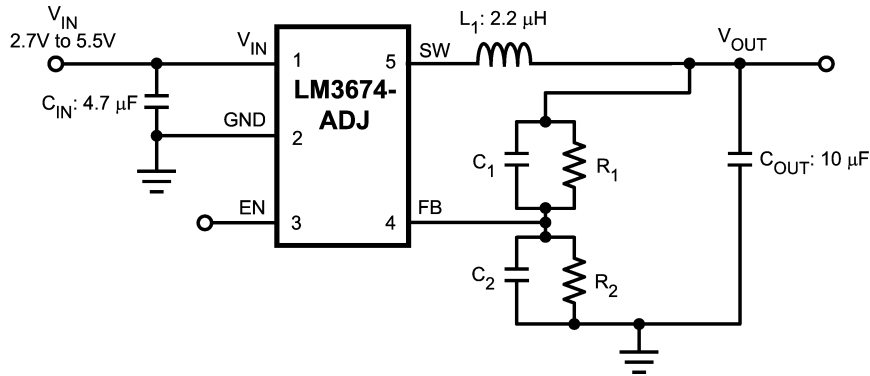 V_IN
2.7V to 5.5V
V_IN
1
5
SW
L_1: 2.2 μH
V_OUT
LM3674-
ADJ
C_IN: 4.7 μF
GND
2
C_1
R_1
C_OUT: 10 μF
EN
3
4
FB
C_2
R_2